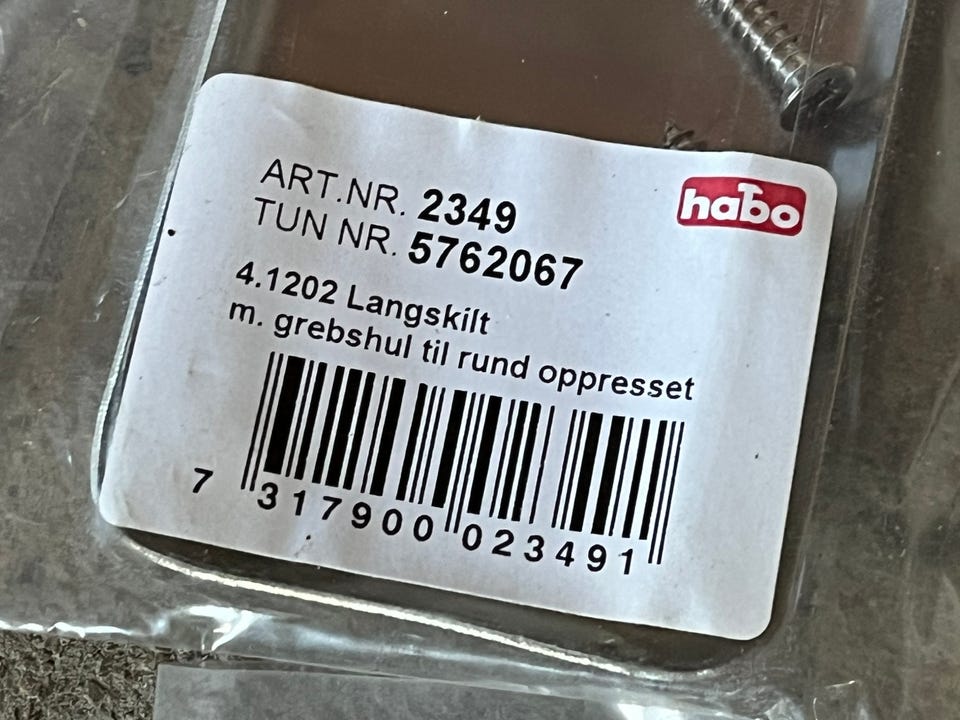 habo
ART.NR. 2349
TUN NR. 5762067
4.1202 Langskilt
m. grebshul til rund oppresset
7 317900 023491